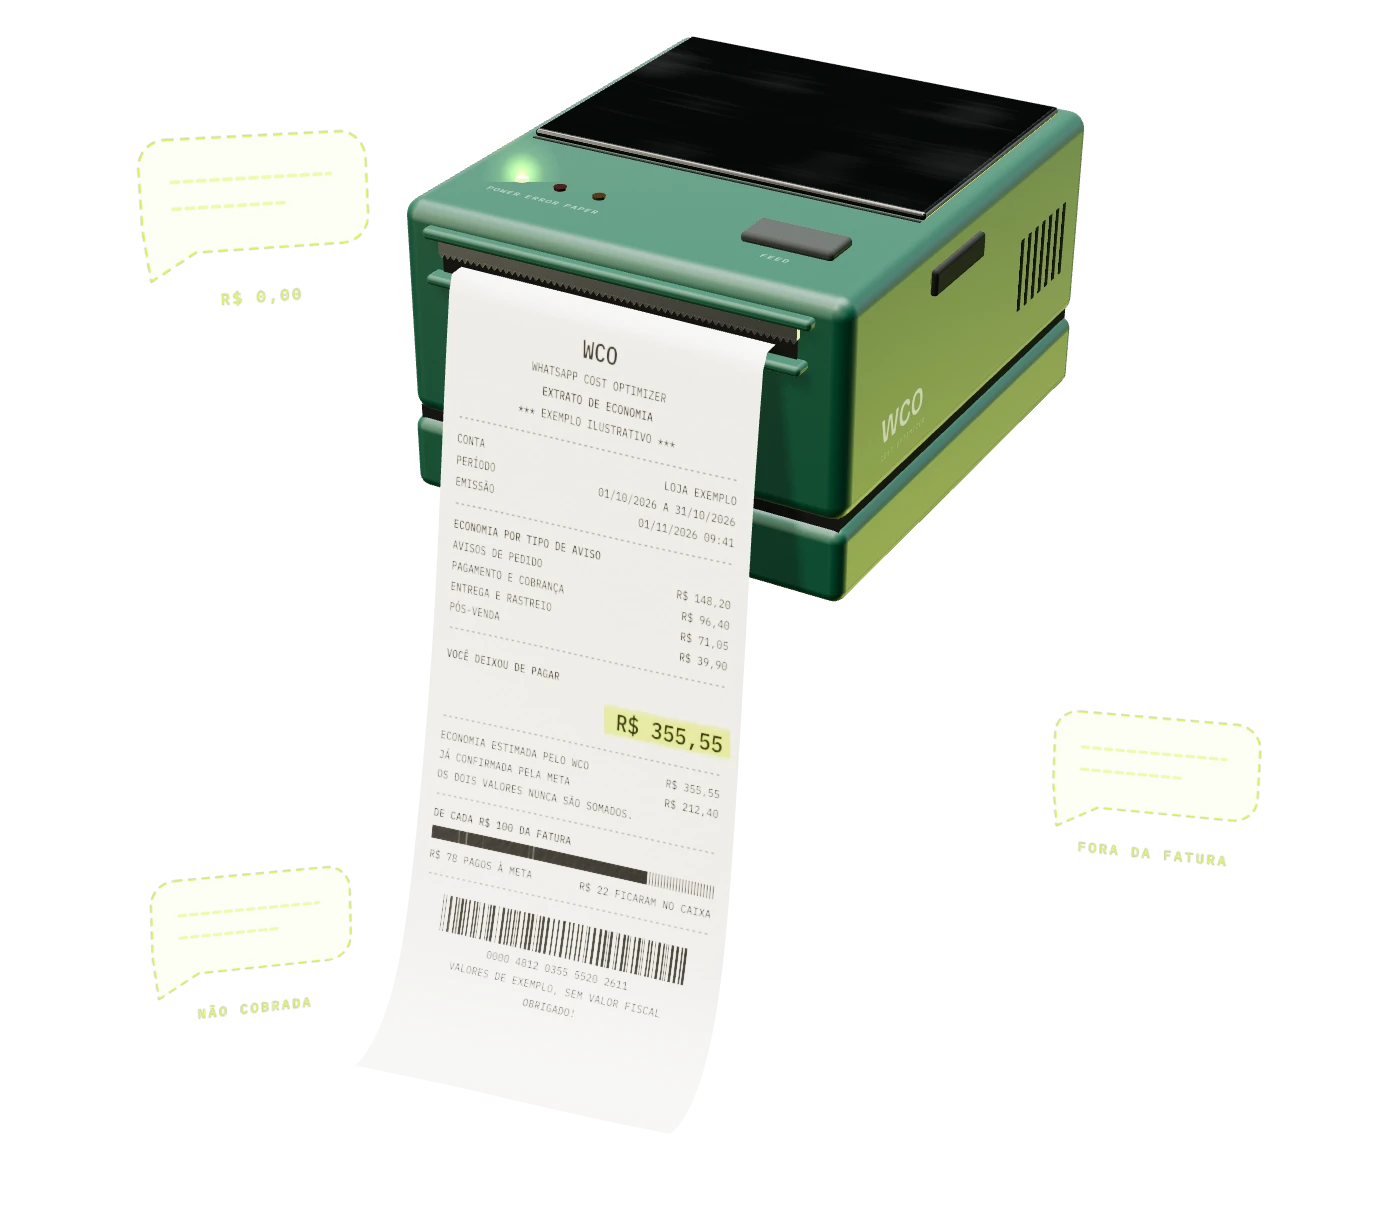 POWER ERROR PAPER
FEED
R$ 0,00
WCO
WHATSAPP COST OPTIMIZER
EXTRATO DE ECONOMIA
*** EXEMPLO ILUSTRATIVO ***
CONTA LOJA EXEMPLO
PERÍODO 01/10/2026 A 31/10/2026
EMISSÃO 01/11/2026 09:41
ECONOMIA POR TIPO DE AVISO
AVISOS DE PEDIDO R$ 148,20
PAGAMENTO E COBRANÇA R$ 96,40
ENTREGA E RASTREIO R$ 71,05
PÓS-VENDA R$ 39,90
VOCÊ DEIXOU DE PAGAR
R$ 355,55
ECONOMIA ESTIMADA PELO WCO R$ 355,55
JÁ CONFIRMADA PELA META R$ 212,40
OS DOIS VALORES NUNCA SÃO SOMADOS.
DE CADA R$ 100 DA FATURA
R$ 78 PAGOS À META R$ 22 FICARAM NO CAIXA
0000 4812 0355 5520 2611
VALORES DE EXEMPLO, SEM VALOR FISCAL
OBRIGADO!
WCO
FORA DA FATURA
NÃO COBRADA